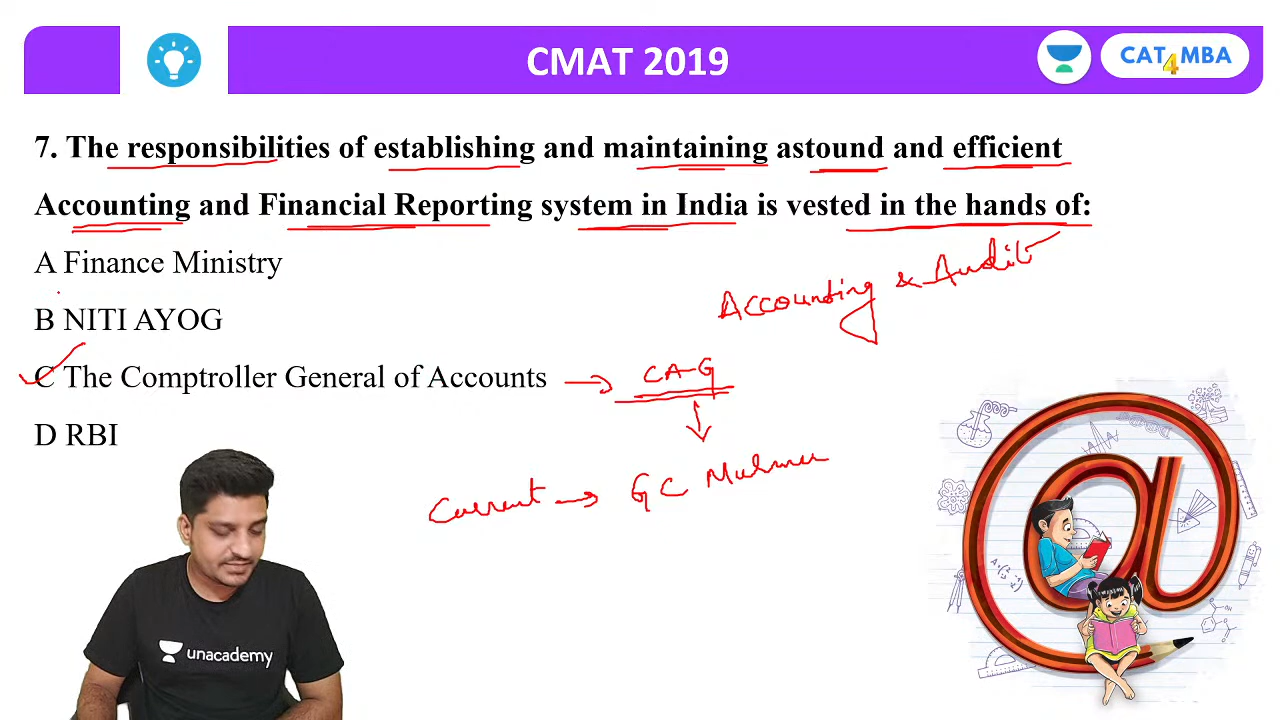 CMAT 2019
CAT4MBA
7. The responsibilities of establishing and maintaining astound and efficient
Accounting and Financial Reporting system in India is vested in the hands of:
A Finance Ministry
Accounting & Audit
B NITI AYOG
C The Comptroller General of Accounts → CAG
D RBI
Current → GC Murmu
unacademy